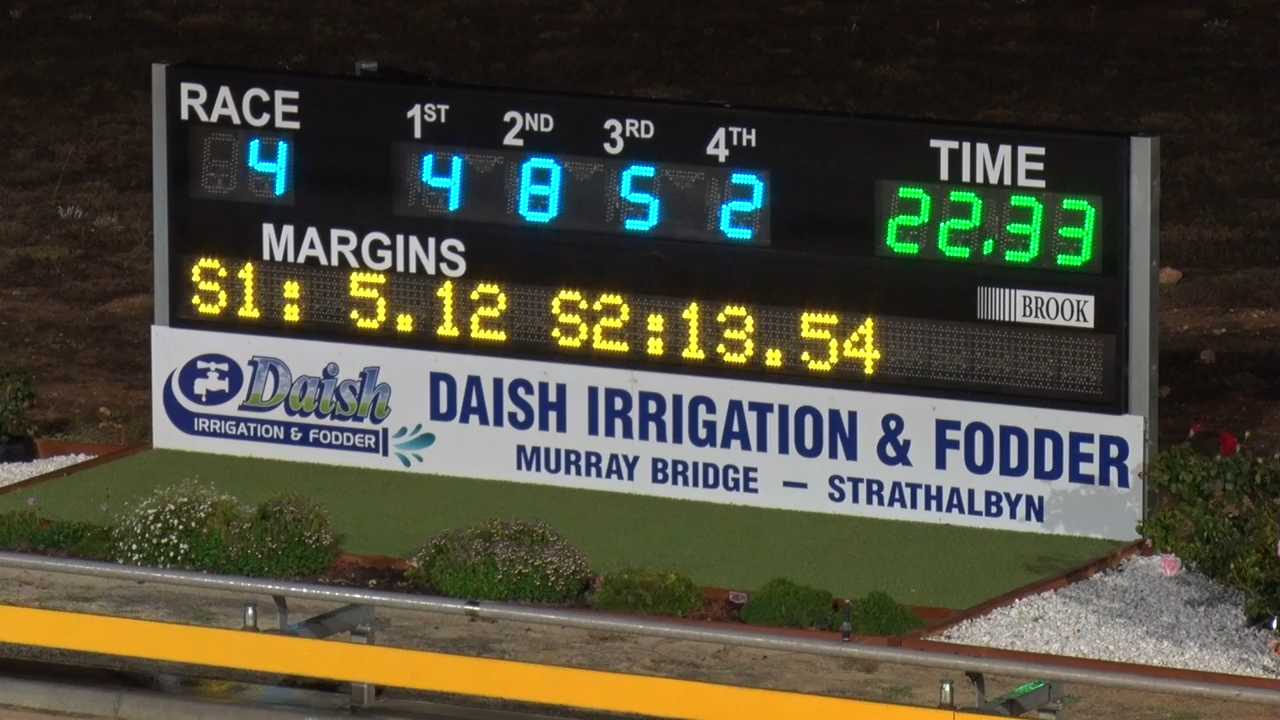 RACE 1ST 2ND 3RD 4TH TIME
4 4 8 5 2 22.33
MARGINS
BROOK
S1: 5.12 S2:13.54
Daish
IRRIGATION & FODDER
DAISH IRRIGATION & FODDER
MURRAY BRIDGE – STRATHALBYN